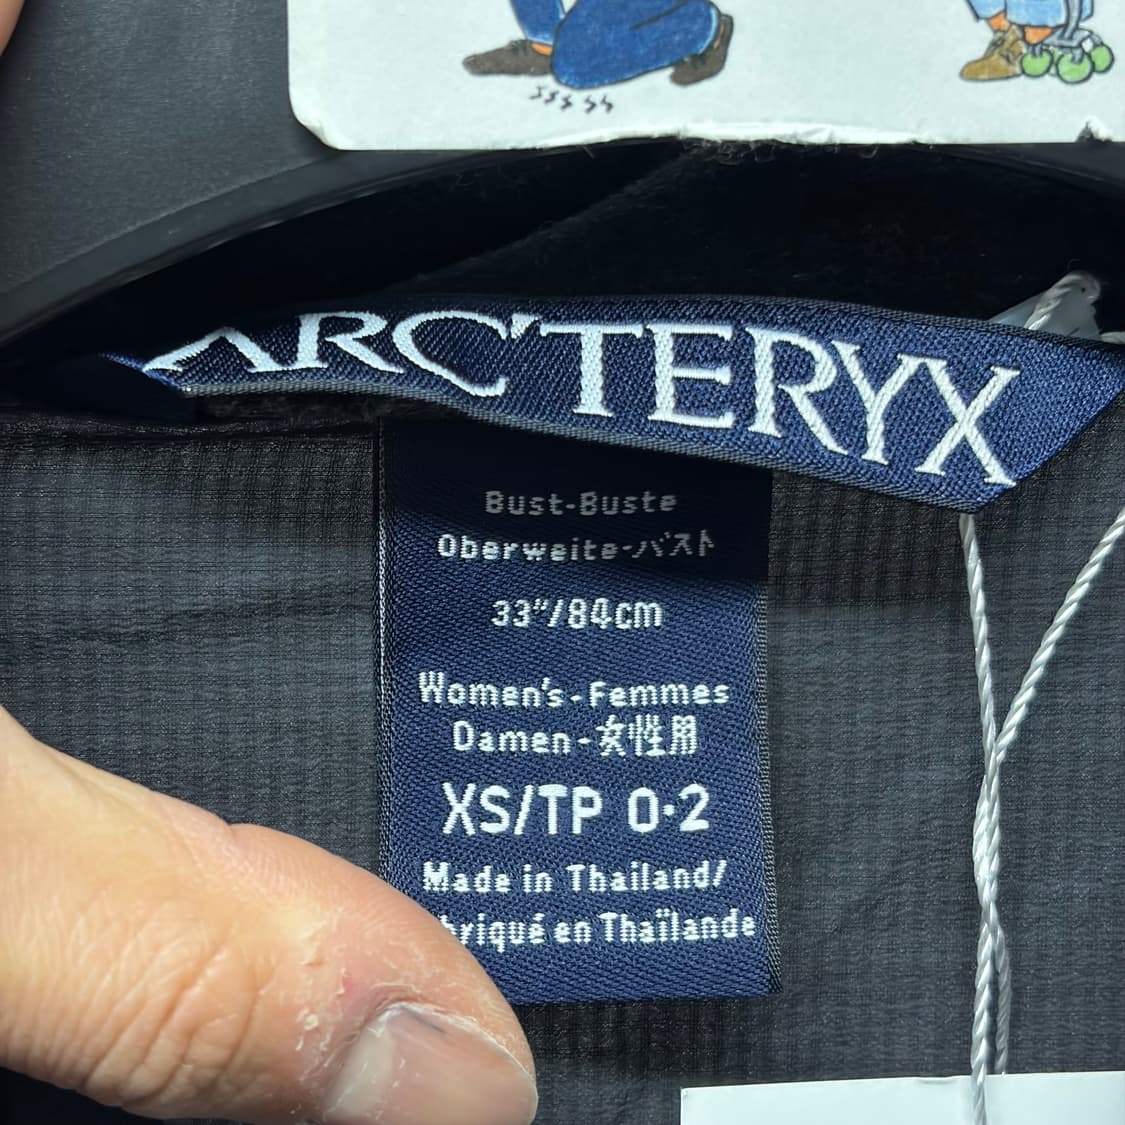 ARC'TERYX
Bust-Buste
Oberweite-バスト
33"/84cm
Women's-Femmes
Damen-女性用
XS/TP 0·2
Made in Thailand/
briqué en Thaïlande